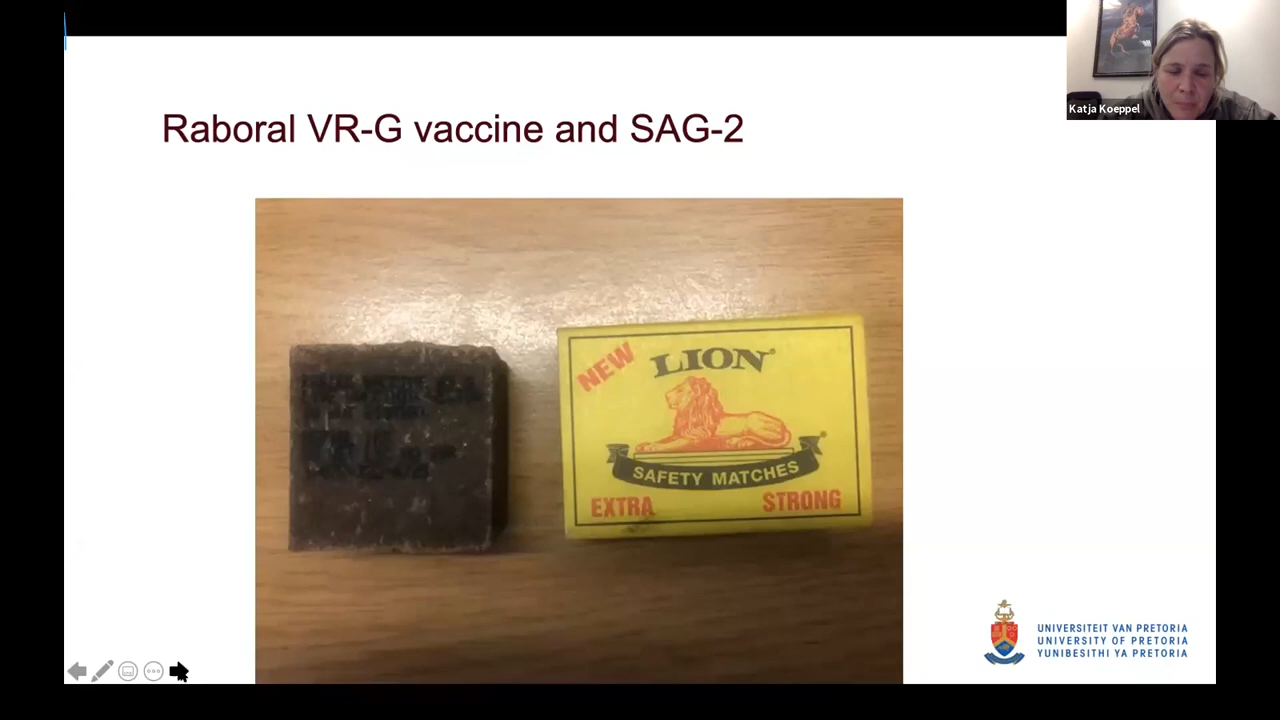 Katja Koeppel
Raboral VR-G vaccine and SAG-2
NEW
LION
SAFETY MATCHES
EXTRA STRONG
UNIVERSITEIT VAN PRETORIA
UNIVERSITY OF PRETORIA
YUNIBESITHI YA PRETORIA